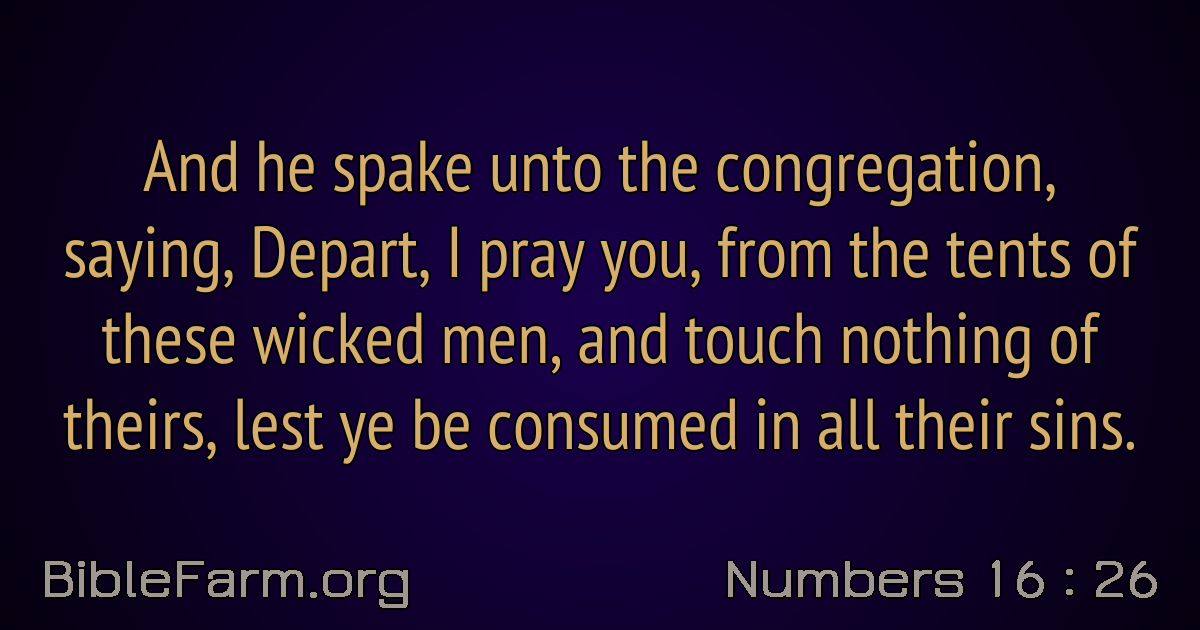 And he spake unto the congregation,
saying, Depart, I pray you, from the tents of
these wicked men, and touch nothing of
theirs, lest ye be consumed in all their sins.
BibleFarm.org
Numbers 16 : 26